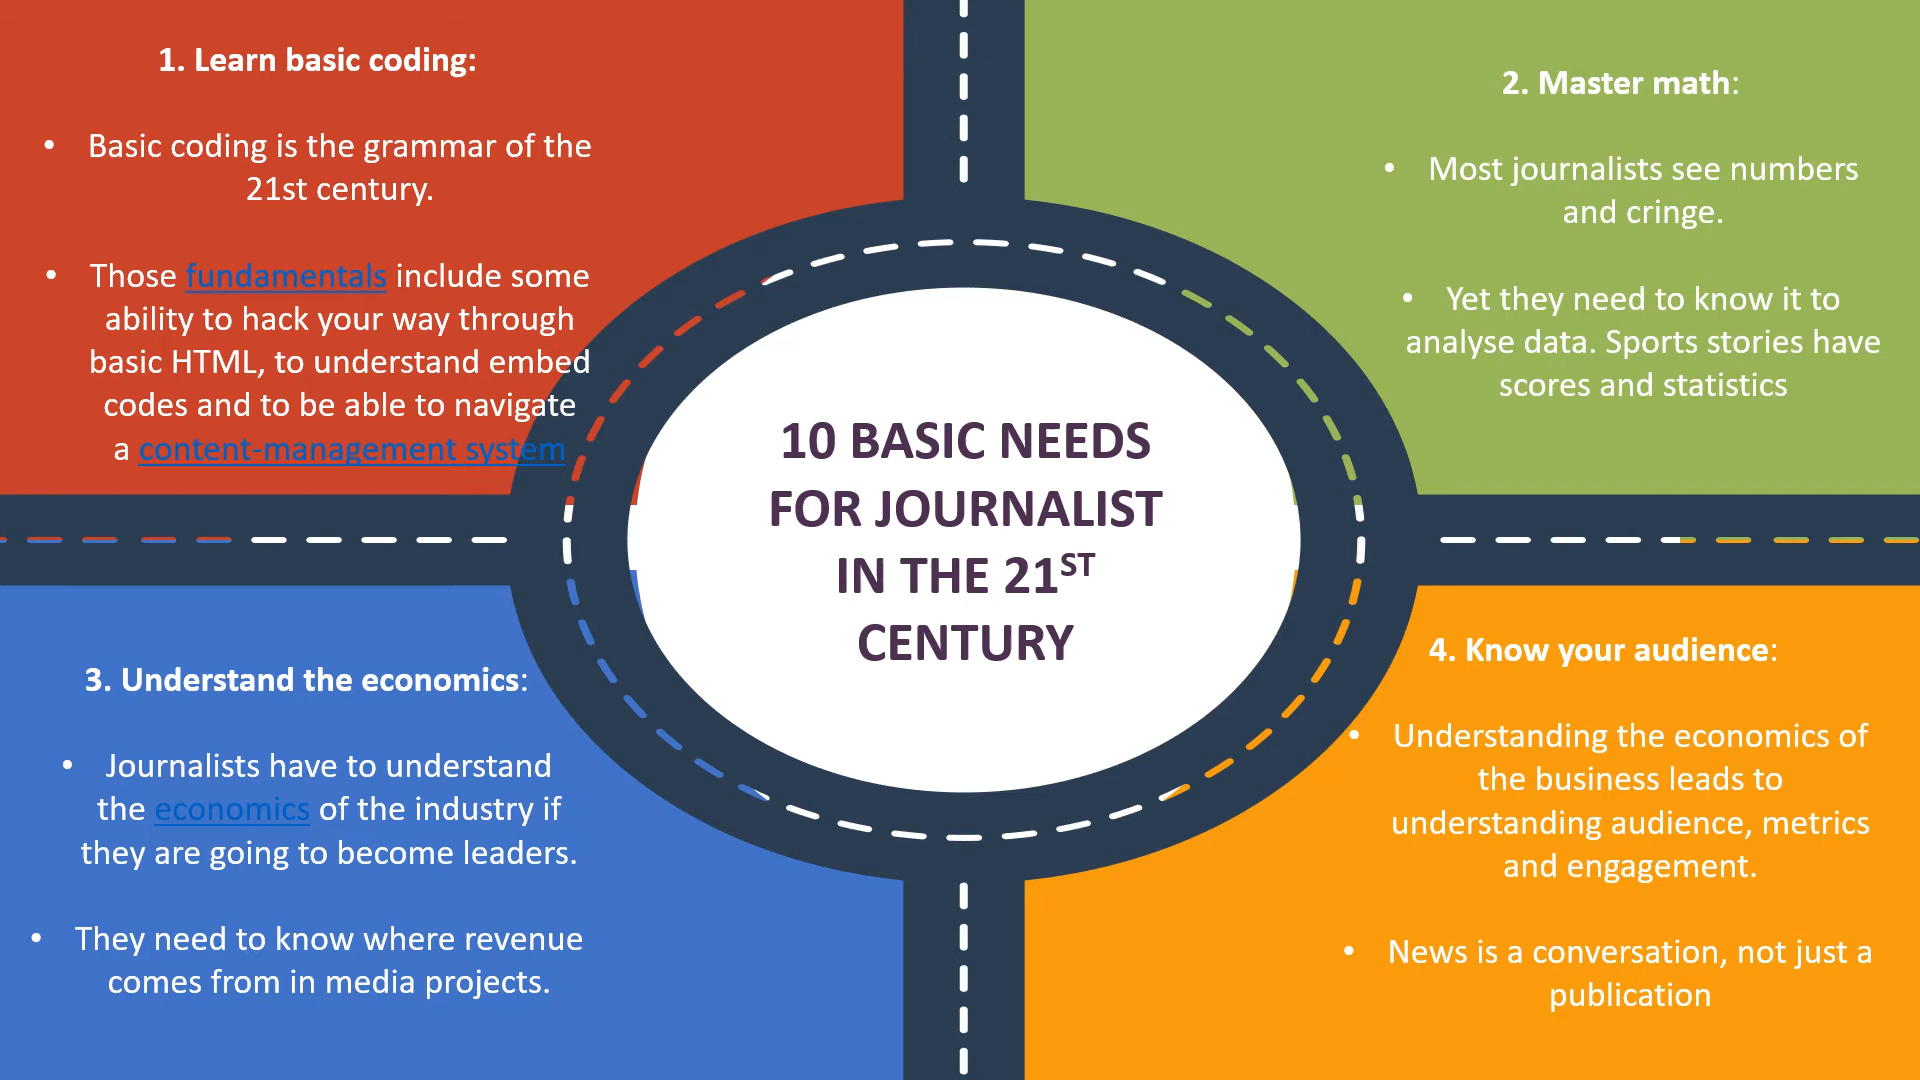 1. Learn basic coding:
• Basic coding is the grammar of the
21st century.
• Those fundamentals include some
ability to hack your way through
basic HTML, to understand embed
codes and to be able to navigate
a content-management system
2. Master math:
• Most journalists see numbers
and cringe.
• Yet they need to know it to
analyse data. Sports stories have
scores and statistics
10 BASIC NEEDS
FOR JOURNALIST
IN THE 21ST
CENTURY
3. Understand the economics:
• Journalists have to understand
the economics of the industry if
they are going to become leaders.
• They need to know where revenue
comes from in media projects.
4. Know your audience:
• Understanding the economics of
the business leads to
understanding audience, metrics
and engagement.
• News is a conversation, not just a
publication